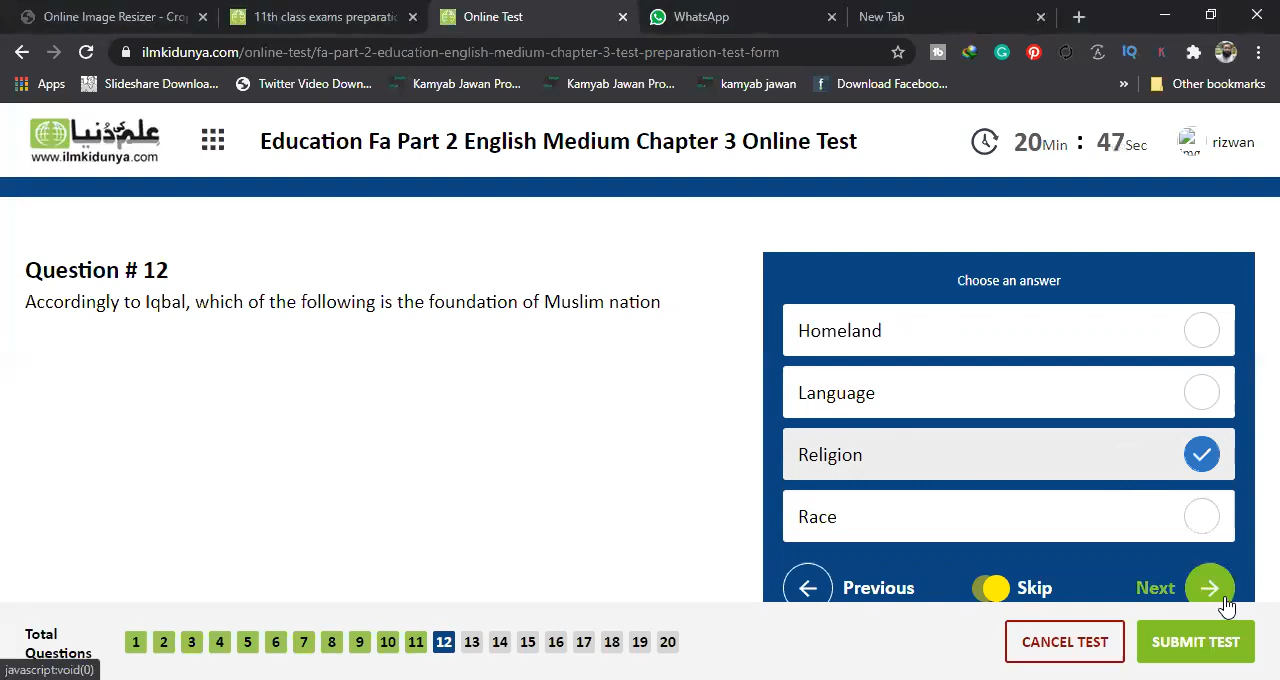 Online Image Resizer - Cro
11th class exams preparati
Online Test
WhatsApp
New Tab
ilmkidunya.com/online-test/fa-part-2-education-english-medium-chapter-3-test-preparation-test-form
Apps
Slideshare Downloa...
Twitter Video Down...
Kamyab Jawan Pro...
Kamyab Jawan Pro...
kamyab jawan
Download Faceboo...
»
Other bookmarks
علم کی دنیا
www.ilmkidunya.com
Education Fa Part 2 English Medium Chapter 3 Online Test
20Min : 47Sec
img
rizwan
Question # 12
Accordingly to Iqbal, which of the following is the foundation of Muslim nation
Choose an answer
Homeland
Language
Religion
Race
Previous
Skip
Next
Total
Questions
1 2 3 4 5 6 7 8 9 10 11 12 13 14 15 16 17 18 19 20
CANCEL TEST
SUBMIT TEST
javascript:void(0)